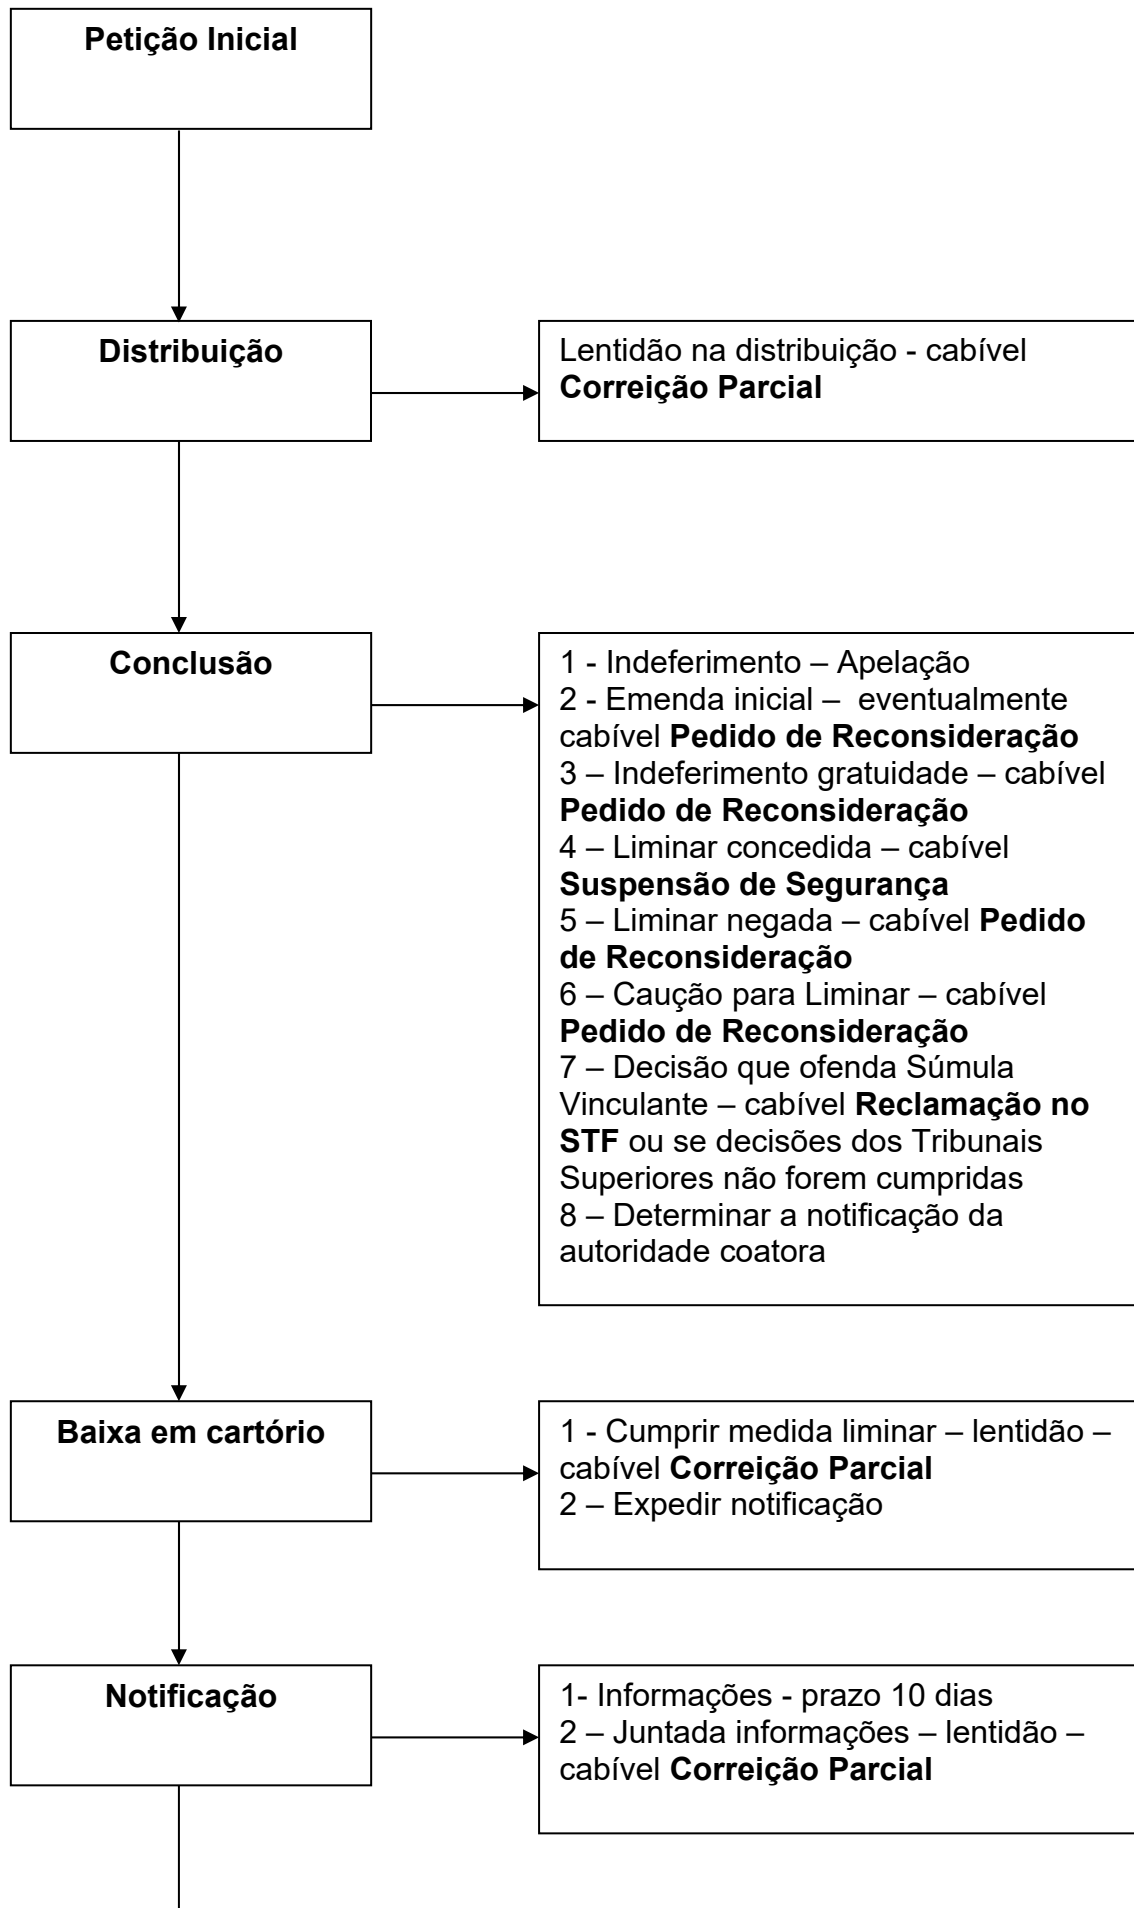 Petição Inicial
Distribuição
Lentidão na distribuição - cabível
Correição Parcial
Conclusão
1 - Indeferimento – Apelação
2 - Emenda inicial – eventualmente
cabível Pedido de Reconsideração
3 – Indeferimento gratuidade – cabível
Pedido de Reconsideração
4 – Liminar concedida – cabível
Suspensão de Segurança
5 – Liminar negada – cabível Pedido
de Reconsideração
6 – Caução para Liminar – cabível
Pedido de Reconsideração
7 – Decisão que ofenda Súmula
Vinculante – cabível Reclamação no
STF ou se decisões dos Tribunais
Superiores não forem cumpridas
8 – Determinar a notificação da
autoridade coatora
Baixa em cartório
1 - Cumprir medida liminar – lentidão –
cabível Correição Parcial
2 – Expedir notificação
Notificação
1- Informações - prazo 10 dias
2 – Juntada informações – lentidão –
cabível Correição Parcial